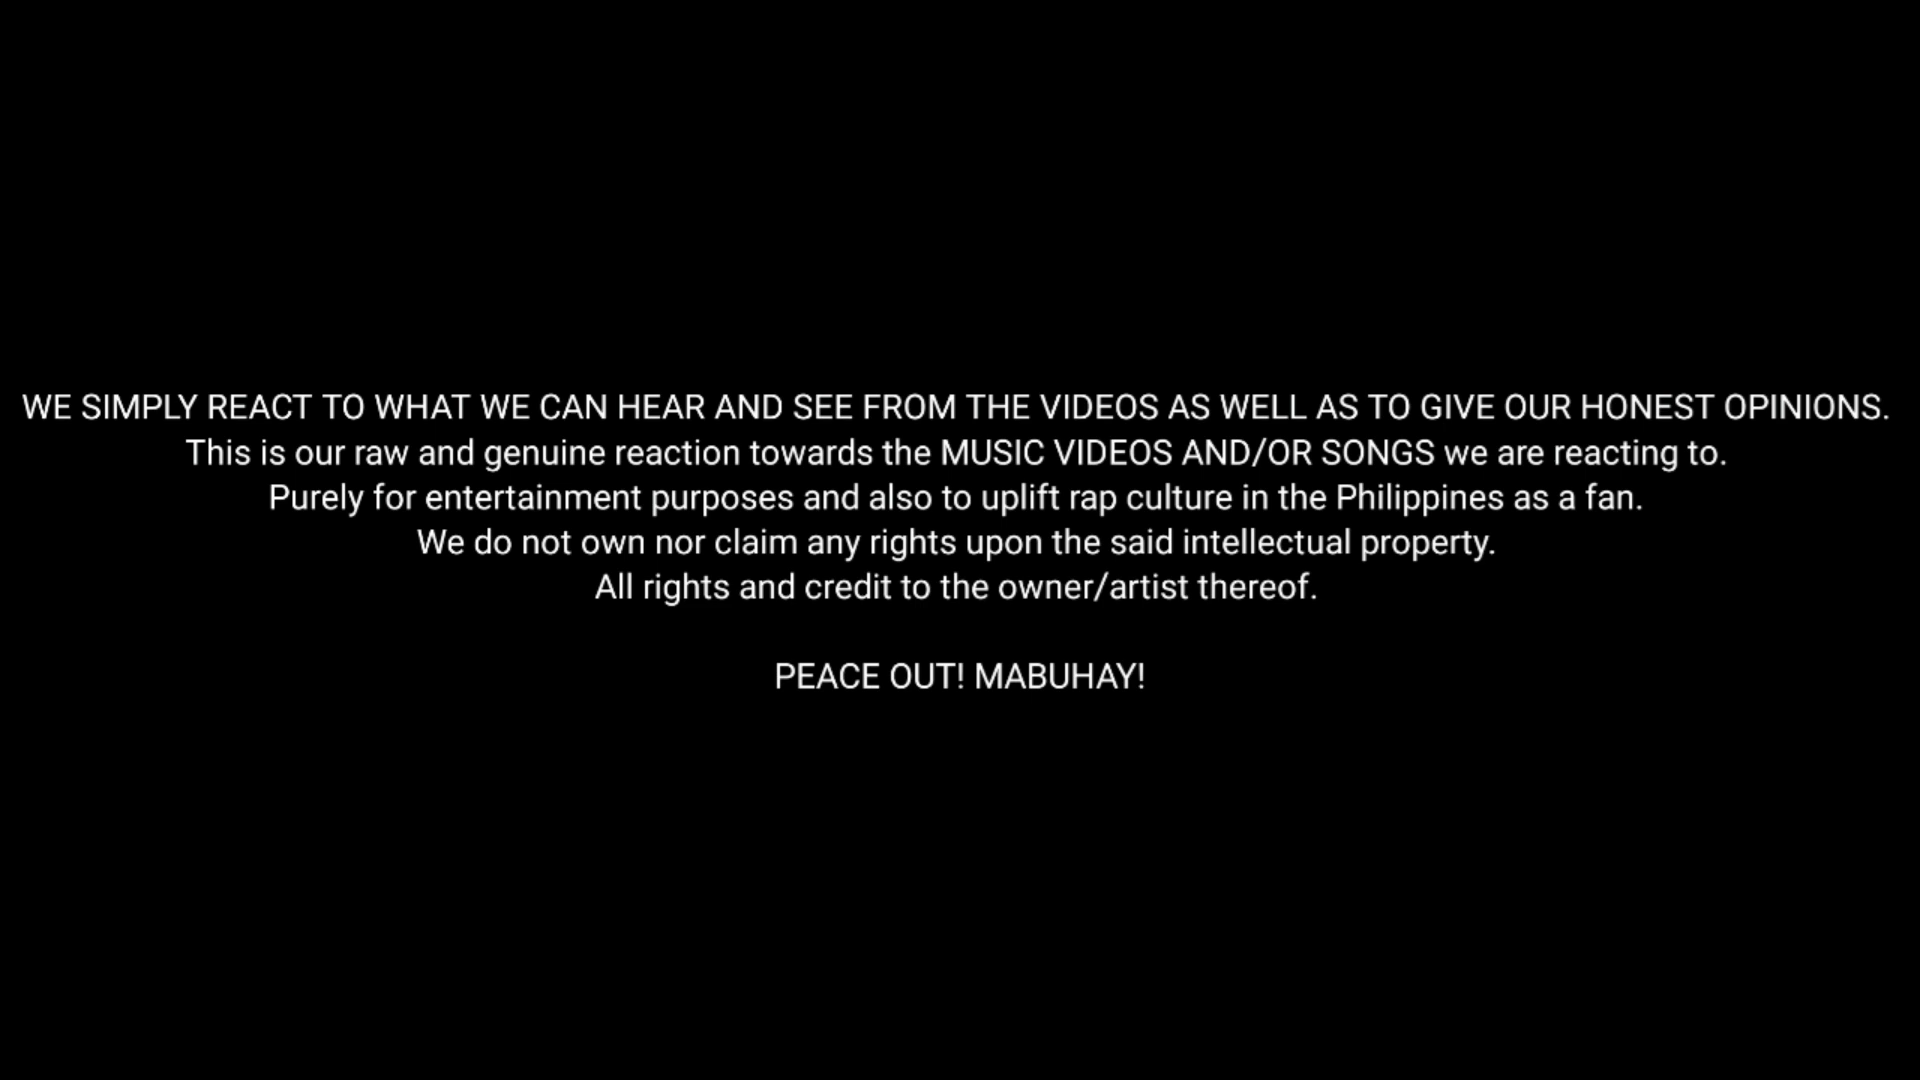 WE SIMPLY REACT TO WHAT WE CAN HEAR AND SEE FROM THE VIDEOS AS WELL AS TO GIVE OUR HONEST OPINIONS.
This is our raw and genuine reaction towards the MUSIC VIDEOS AND/OR SONGS we are reacting to.
Purely for entertainment purposes and also to uplift rap culture in the Philippines as a fan.
We do not own nor claim any rights upon the said intellectual property.
All rights and credit to the owner/artist thereof.
PEACE OUT! MABUHAY!